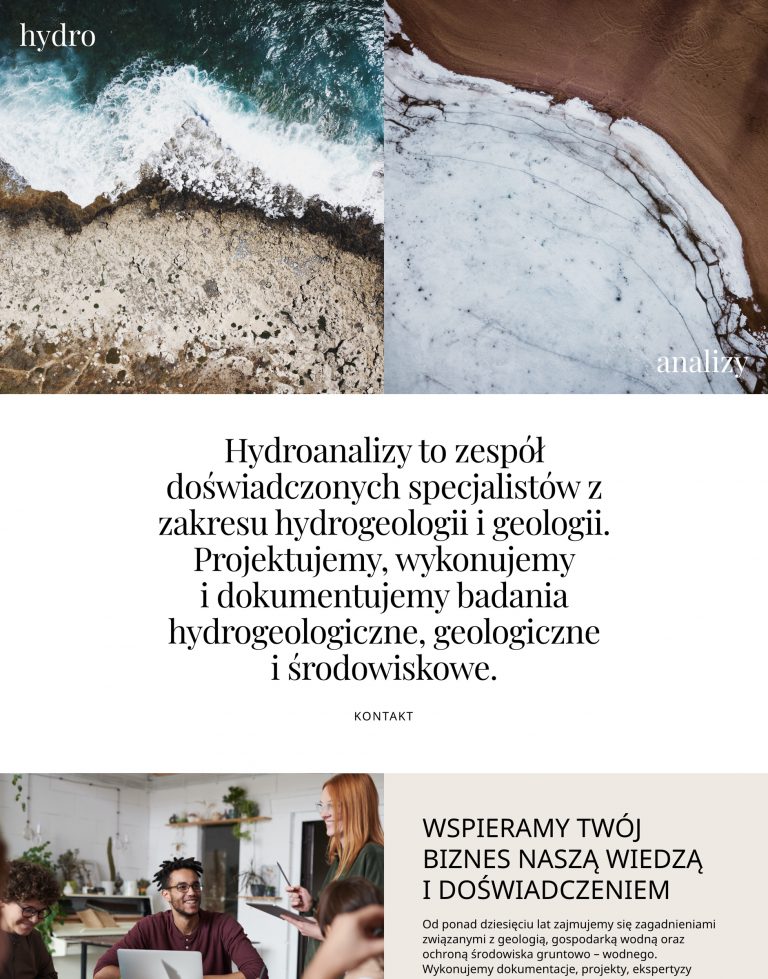 hydro
analizy
Hydroanalizy to zespół
doświadczonych specjalistów z
zakresu hydrogeologii i geologii.
Projektujemy, wykonujemy
i dokumentujemy badania
hydrogeologiczne, geologiczne
i środowiskowe.
KONTAKT
WSPIERAMY TWÓJ
BIZNES NASZĄ WIEDZĄ
I DOŚWIADCZENIEM
Od ponad dziesięciu lat zajmujemy się zagadnieniami
związanymi z geologią, gospodarką wodną oraz
ochroną środowiska gruntowo – wodnego.
Wykonujemy dokumentacje, projekty, ekspertyzy